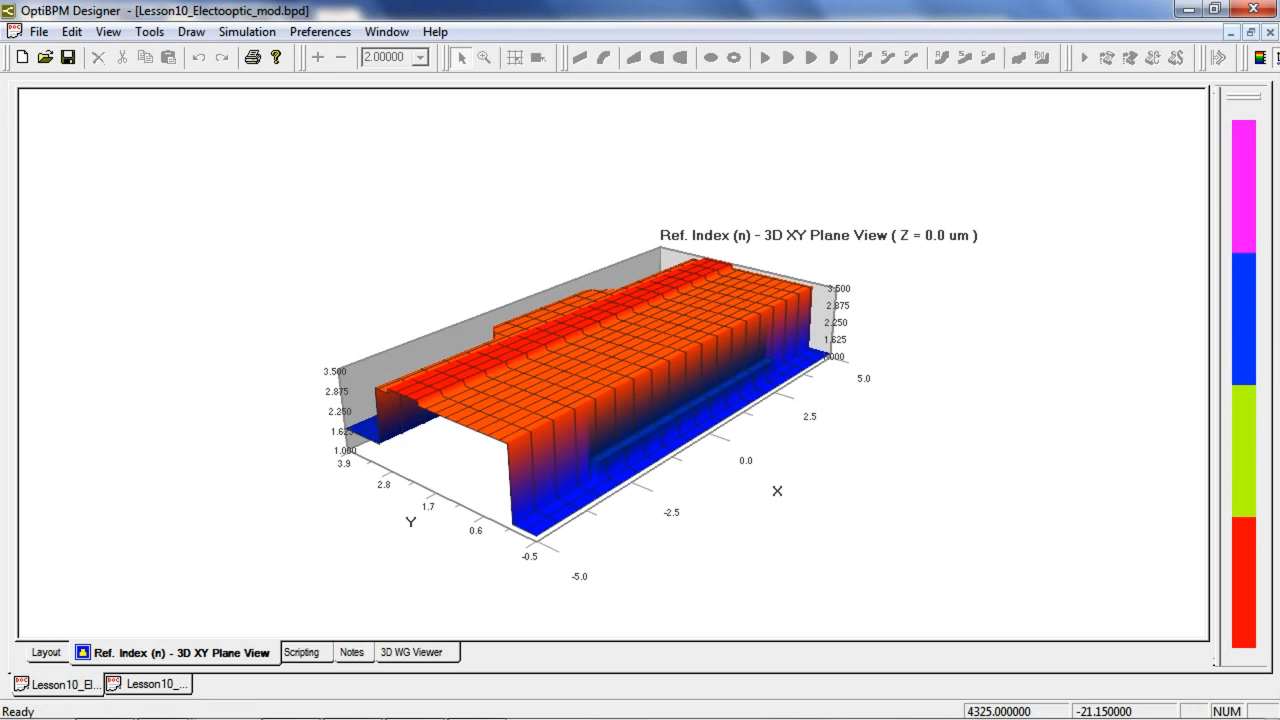 OptiBPM Designer - [Lesson10_Electooptic_mod.bpd]
File Edit View Tools Draw Simulation Preferences Window Help
2.00000
Ref. Index (n) - 3D XY Plane View ( Z = 0.0 um )
3.500
2.875
2.250
1.625
5.0
3.500
2.875
2.250
1.000
3.9
2.8
1.7
0.6
-0.5
Y
2.5
0.0
X
-2.5
-5.0
Layout Ref. Index (n) - 3D XY Plane View Scripting Notes 3D WG Viewer
Lesson10_El... Lesson10_...
Ready 4325.000000 -21.150000 NUM